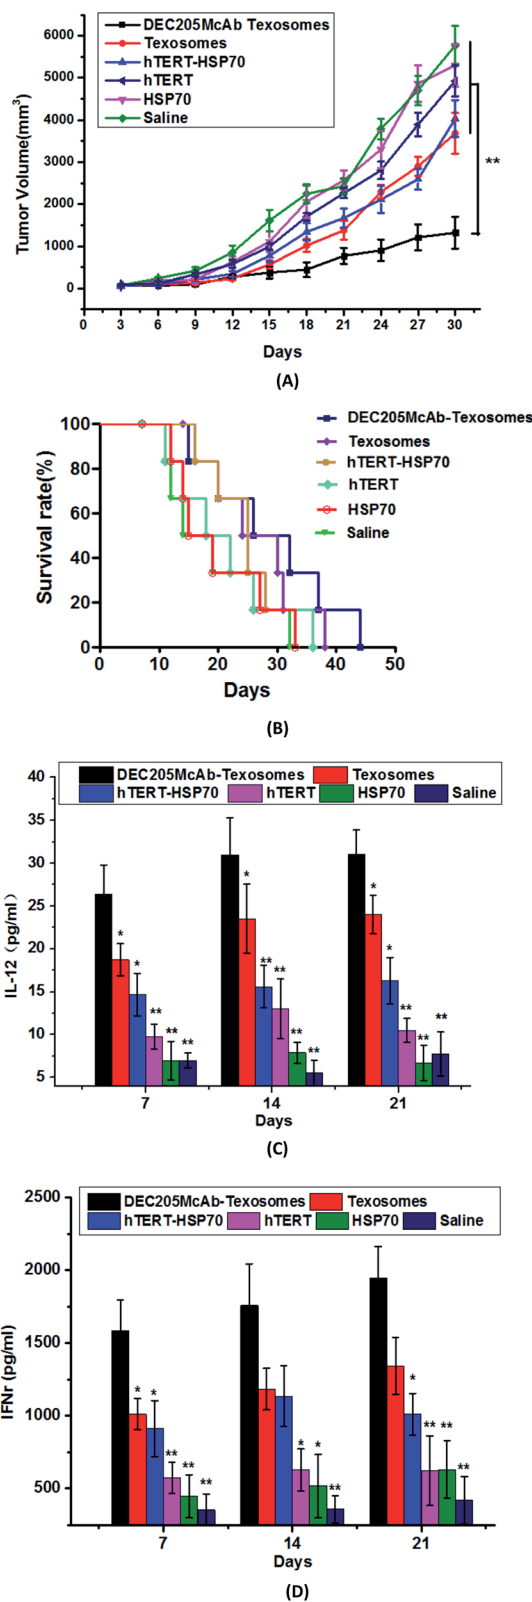 DEC205McAb Texosomes
Texosomes
hTERT-HSP70
hTERT
HSP70
Saline
Tumor Volume(mm³)
6000
5000
4000
3000
2000
1000
0
**
0 3 6 9 12 15 18 21 24 27 30
Days
(A)
DEC205McAb-Texosomes
Texosomes
hTERT-HSP70
hTERT
HSP70
Saline
Survival rate(%)
100
80
60
40
20
0
0 10 20 30 40 50
Days
(B)
DEC205McAb-Texosomes Texosomes
hTERT-HSP70 hTERT HSP70 Saline
IL-12 (pg/ml)
40
35
30
25
20
15
10
5
* * ** ** **
* ** ** ** **
* * ** ** **
7 14 21
Days
(C)
DEC205McAb-Texosomes Texosomes
hTERT-HSP70 hTERT HSP70 Saline
IFNr (pg/ml)
2500
2000
1500
1000
500
* * ** ** **
* * **
* ** ** **
7 14 21
Days
(D)